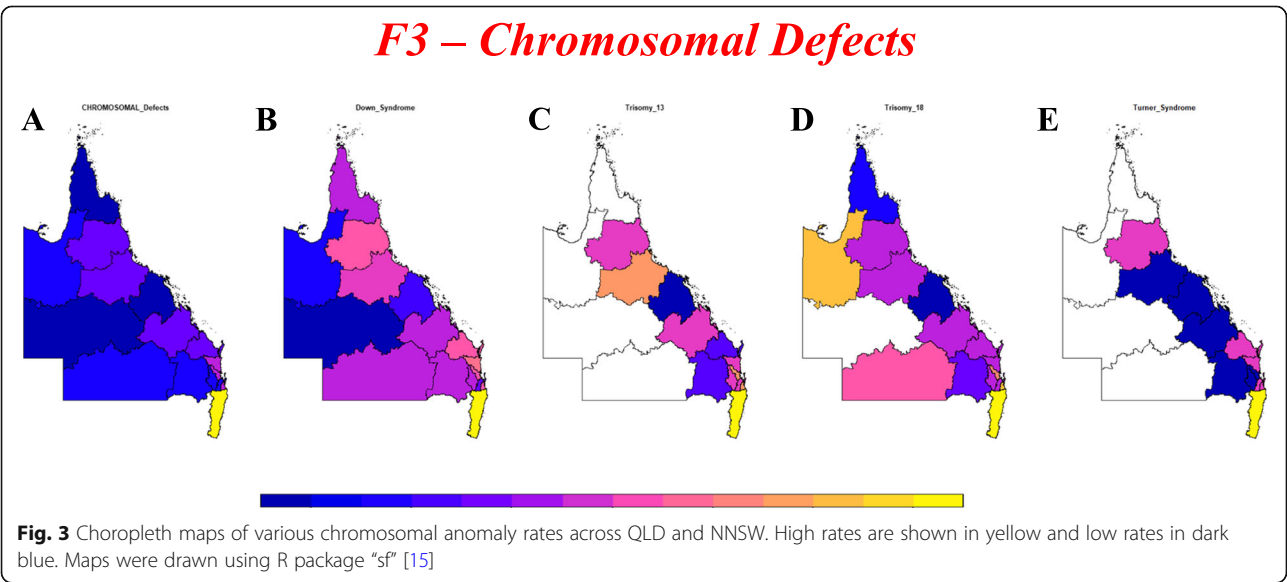 F3 – Chromosomal Defects
A CHROMOSOMAL_Defects B Down_Syndrome C Trisomy_13 D Trisomy_18 E Turner_Syndrome
Fig. 3 Choropleth maps of various chromosomal anomaly rates across QLD and NNSW. High rates are shown in yellow and low rates in dark
blue. Maps were drawn using R package “sf” [15]